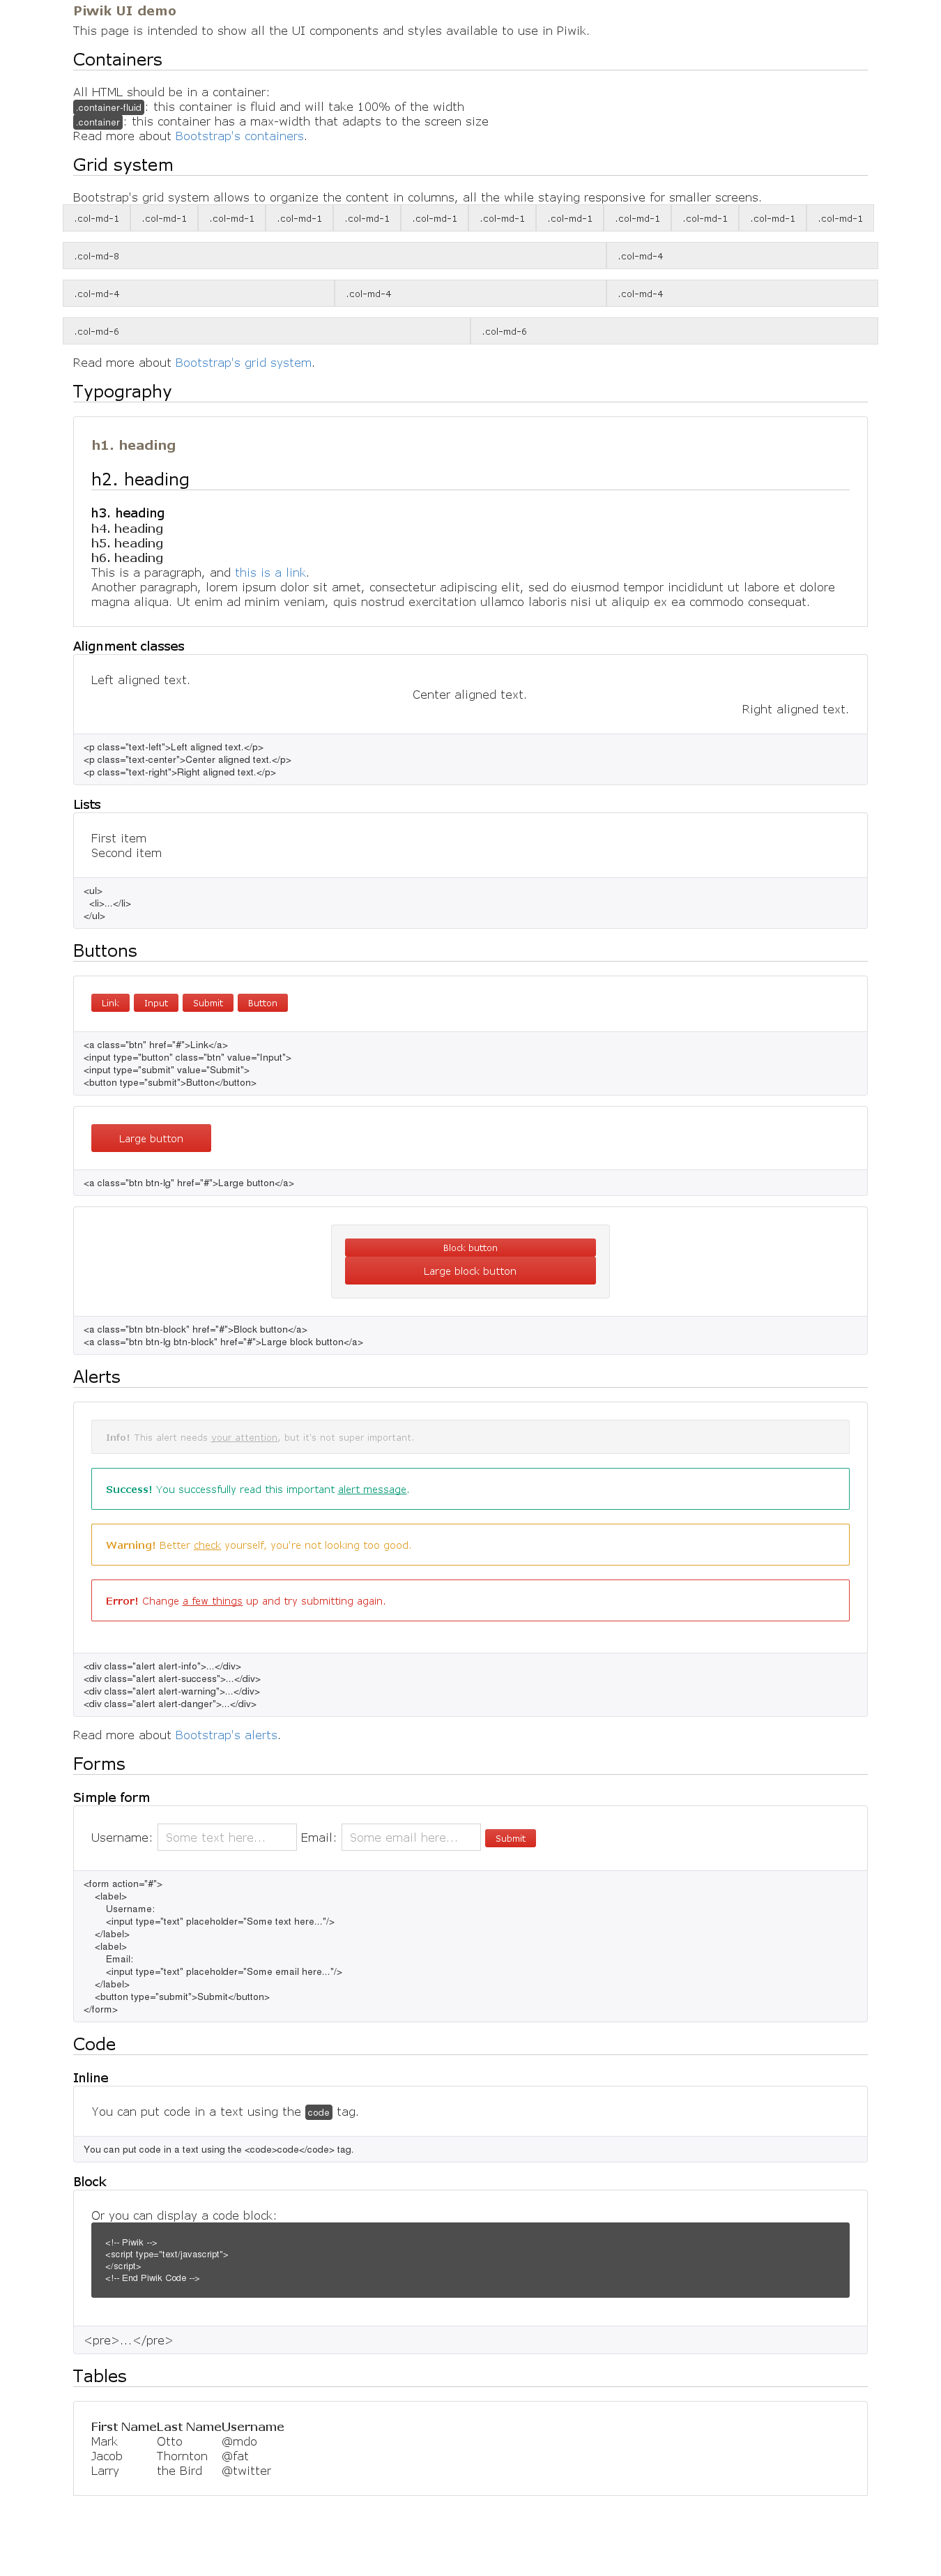 Piwik UI demo
This page is intended to show all the UI components and styles available to use in Piwik.
Containers
All HTML should be in a container:
.container-fluid: this container is fluid and will take 100% of the width
.container: this container has a max-width that adapts to the screen size
Read more about Bootstrap's containers.
Grid system
Bootstrap's grid system allows to organize the content in columns, all the while staying responsive for smaller screens.
.col-md-1 .col-md-1 .col-md-1 .col-md-1 .col-md-1 .col-md-1 .col-md-1 .col-md-1 .col-md-1 .col-md-1 .col-md-1 .col-md-1
.col-md-8 .col-md-4
.col-md-4 .col-md-4 .col-md-4
.col-md-6 .col-md-6
Read more about Bootstrap's grid system.
Typography
h1. heading
h2. heading
h3. heading
h4. heading
h5. heading
h6. heading
This is a paragraph, and this is a link.
Another paragraph, lorem ipsum dolor sit amet, consectetur adipiscing elit, sed do eiusmod tempor incididunt ut labore et dolore
magna aliqua. Ut enim ad minim veniam, quis nostrud exercitation ullamco laboris nisi ut aliquip ex ea commodo consequat.
Alignment classes
Left aligned text.
Center aligned text.
Right aligned text.
<p class="text-left">Left aligned text.</p>
<p class="text-center">Center aligned text.</p>
<p class="text-right">Right aligned text.</p>
Lists
First item
Second item
<ul>
  <li>...</li>
</ul>
Buttons
Link Input Submit Button
<a class="btn" href="#">Link</a>
<input type="button" class="btn" value="Input">
<input type="submit" value="Submit">
<button type="submit">Button</button>
Large button
<a class="btn btn-lg" href="#">Large button</a>
Block button
Large block button
<a class="btn btn-block" href="#">Block button</a>
<a class="btn btn-lg btn-block" href="#">Large block button</a>
Alerts
Info! This alert needs your attention, but it's not super important.
Success! You successfully read this important alert message.
Warning! Better check yourself, you're not looking too good.
Error! Change a few things up and try submitting again.
<div class="alert alert-info">...</div>
<div class="alert alert-success">...</div>
<div class="alert alert-warning">...</div>
<div class="alert alert-danger">...</div>
Read more about Bootstrap's alerts.
Forms
Simple form
Username: Some text here... Email: Some email here... Submit
<form action="#">
    <label>
        Username:
        <input type="text" placeholder="Some text here..."/>
    </label>
    <label>
        Email:
        <input type="text" placeholder="Some email here..."/>
    </label>
    <button type="submit">Submit</button>
</form>
Code
Inline
You can put code in a text using the code tag.
You can put code in a text using the <code>code</code> tag.
Block
Or you can display a code block:
<!-- Piwik -->
<script type="text/javascript">
</script>
<!-- End Piwik Code -->
<pre>...</pre>
Tables
First Name Last Name Username
Mark Otto @mdo
Jacob Thornton @fat
Larry the Bird @twitter